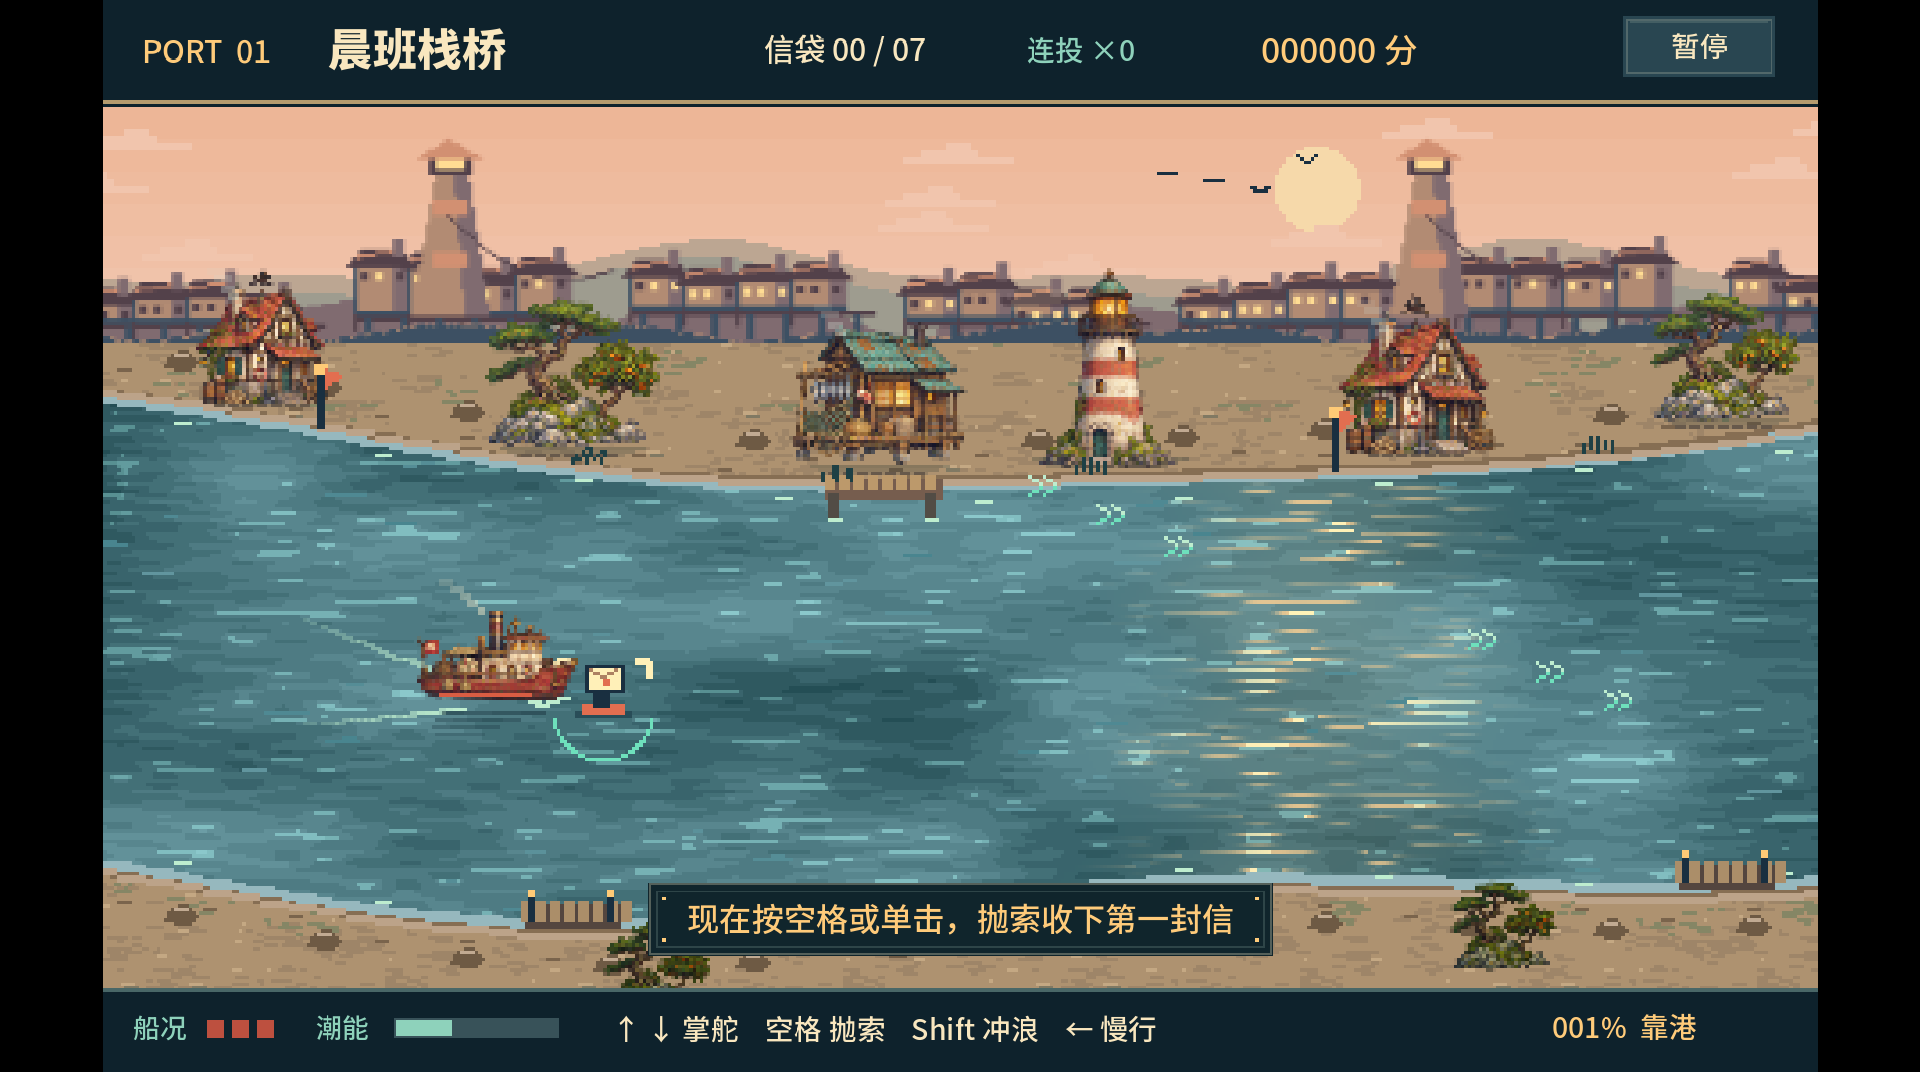 PORT 01 晨班栈桥 信袋 00 / 07 连投 ×0 000000 分 暂停
现在按空格或单击，抛索收下第一封信
船况 潮能 ↑ ↓ 掌舵 空格 抛索 Shift 冲浪 ← 慢行 001% 靠港